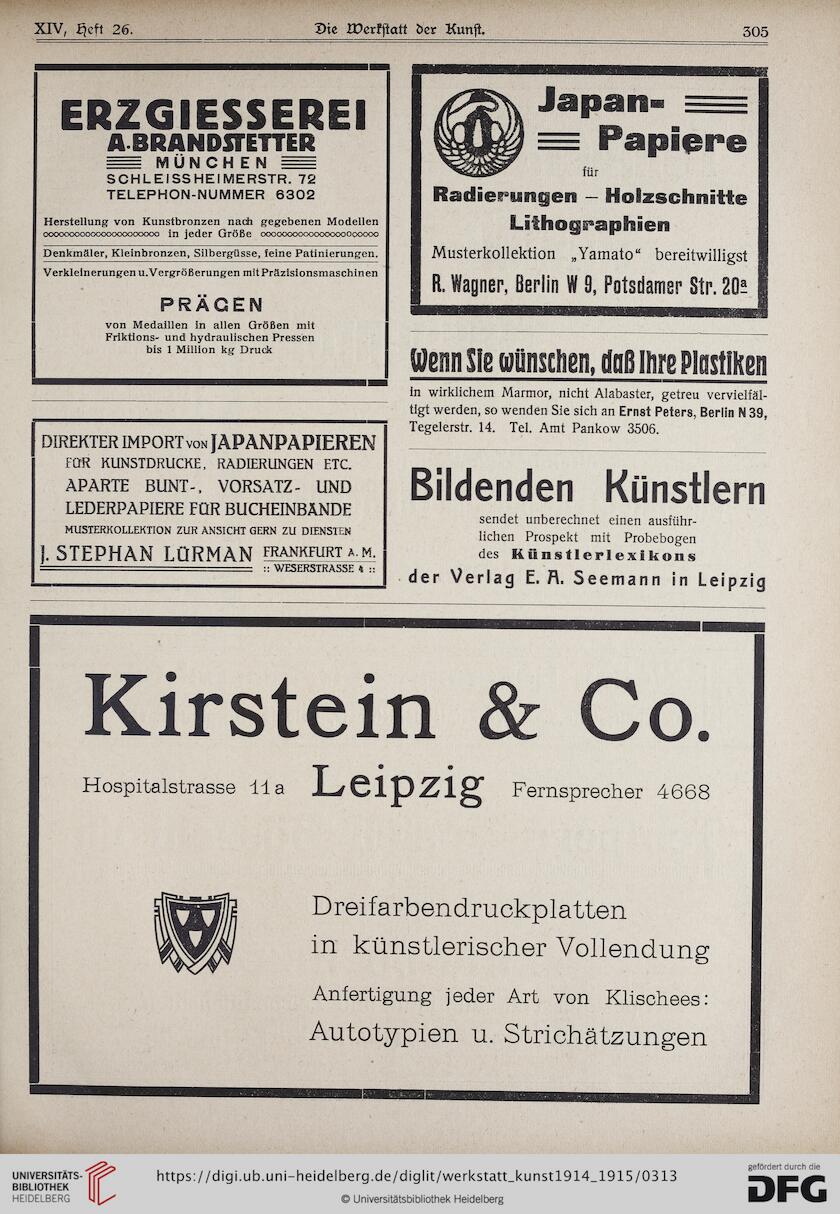 XIV, Heft 26.
Die Werkstatt der Kunst.
305
ERZGIESSEREI
A.BRANDSTETTER
MÜNCHEN
SCHLEISSHEIMERSTR. 72
TELEPHON-NUMMER 6302
Herstellung von Kunstbronzen nach gegebenen Modellen
in jeder Größe
Denkmäler, Kleinbronzen, Silbergüsse, feine Patinierungen.
Verkleinerungen u. Vergrößerungen mit Präzisionsmaschinen
PRÄGEN
von Medaillen in allen Größen mit
Friktions- und hydraulischen Pressen
bis 1 Million kg Druck
DIREKTER IMPORT VON JAPANPAPIEREN
FÜR KUNSTDRUCKE, RADIERUNGEN ETC.
APARTE BUNT-, VORSATZ- UND
LEDERPAPIERE FÜR BUCHEINBÄNDE
MUSTERKOLLEKTION ZUR ANSICHT GERN ZU DIENSTEN
J. STEPHAN LÜRMAN FRANKFURT A. M.
:: WESERSTRASSE 4 ::
Japan-
Papiere
für
Radierungen – Holzschnitte
Lithographien
Musterkollektion „Yamato“ bereitwilligst
R. Wagner, Berlin W 9, Potsdamer Str. 20a
Wenn Sie wünschen, daß Ihre Plastiken
in wirklichem Marmor, nicht Alabaster, getreu vervielfäl-
tigt werden, so wenden Sie sich an Ernst Peters, Berlin N 39,
Tegelerstr. 14. Tel. Amt Pankow 3506.
Bildenden Künstlern
sendet unberechnet einen ausführ-
lichen Prospekt mit Probebogen
des Künstlerlexikons
der Verlag E. A. Seemann in Leipzig
Kirstein & Co.
Hospitalstrasse 11a Leipzig Fernsprecher 4668
Dreifarbendruckplatten
in künstlerischer Vollendung
Anfertigung jeder Art von Klischees:
Autotypien u. Strichätzungen
UNIVERSITÄTS-
BIBLIOTHEK
HEIDELBERG
https://digi.ub.uni-heidelberg.de/diglit/werkstatt_kunst1914_1915/0313
© Universitätsbibliothek Heidelberg
gefördert durch die
DFG